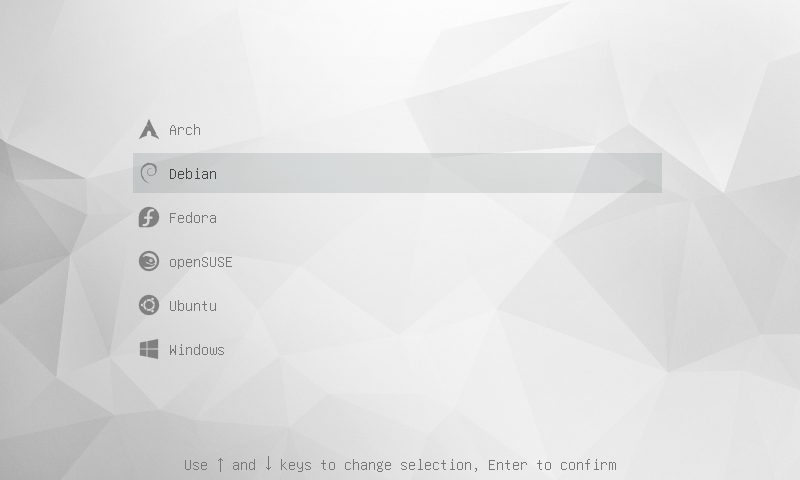 Arch
Debian
Fedora
openSUSE
Ubuntu
Windows
Use ↑ and ↓ keys to change selection, Enter to confirm